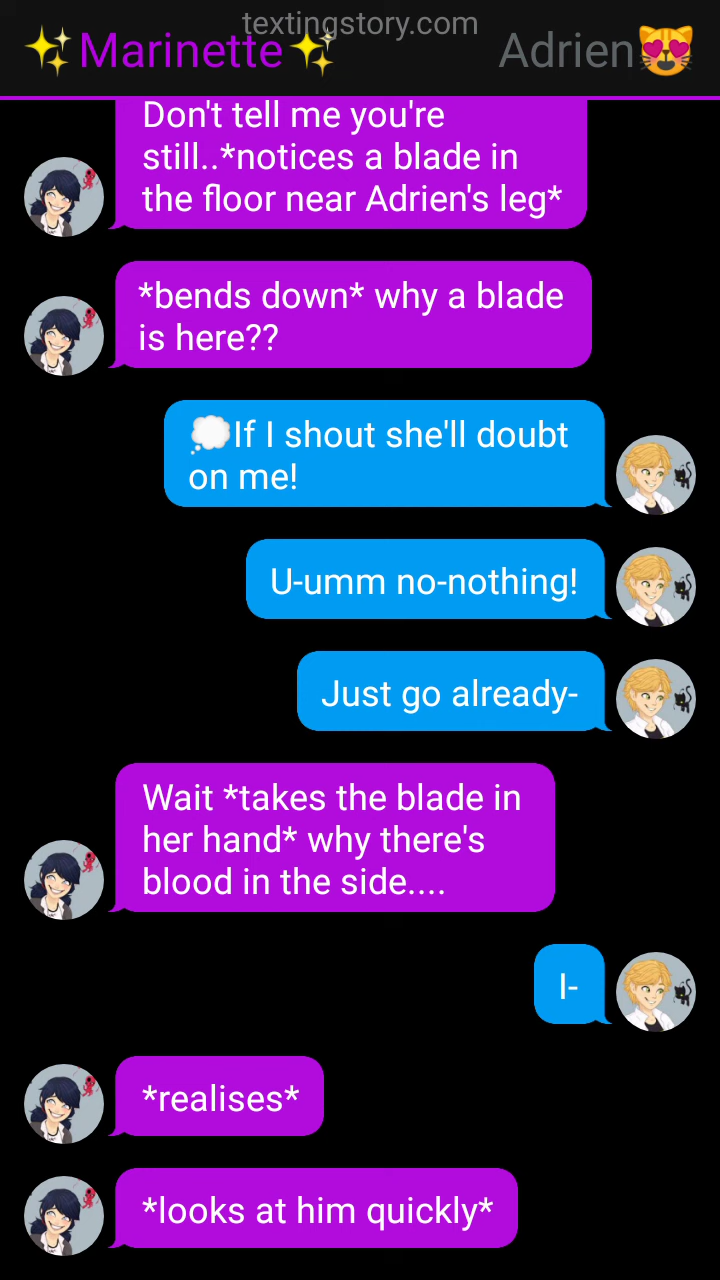 textingstory.com
✨Marinette✨ Adrien😻
Don't tell me you're
still..*notices a blade in
the floor near Adrien's leg*
*bends down* why a blade
is here??
💭If I shout she'll doubt
on me!
U-umm no-nothing!
Just go already-
Wait *takes the blade in
her hand* why there's
blood in the side....
I-
*realises*
*looks at him quickly*